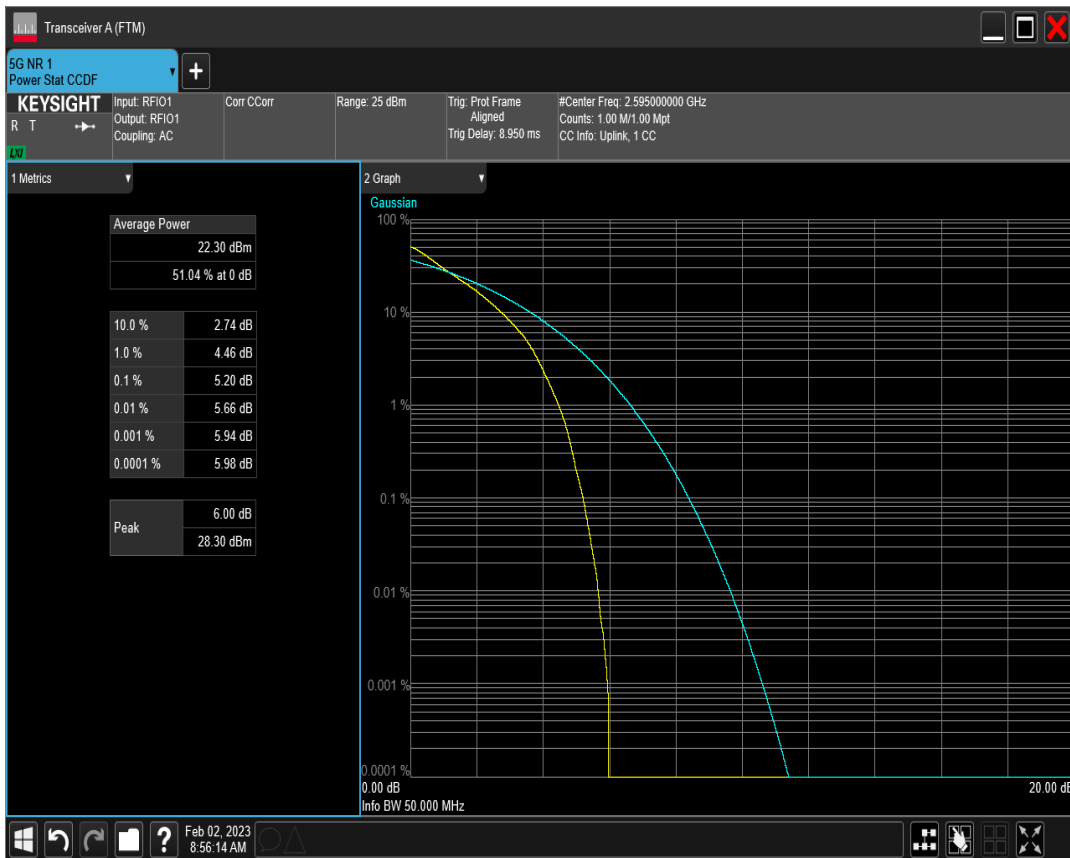 Transceiver A (FTM)
5G NR 1
Power Stat CCDF
KEYSIGHT
R T
LXI
Input: RFIO1
Output: RFIO1
Coupling: AC
Corr CCorr
Range: 25 dBm
Trig: Prot Frame
Aligned
Trig Delay: 8.950 ms
#Center Freq: 2.595000000 GHz
Counts: 1.00 M/1.00 Mpt
CC Info: Uplink, 1 CC
1 Metrics
Average Power
22.30 dBm
51.04 % at 0 dB
10.0 % 2.74 dB
1.0 % 4.46 dB
0.1 % 5.20 dB
0.01 % 5.66 dB
0.001 % 5.94 dB
0.0001 % 5.98 dB
Peak 6.00 dB
28.30 dBm
2 Graph
Gaussian
100 %
10 %
1 %
0.1 %
0.01 %
0.001 %
0.0001 %
0.00 dB 20.00 dB
Info BW 50.000 MHz
?
Feb 02, 2023
8:56:14 AM